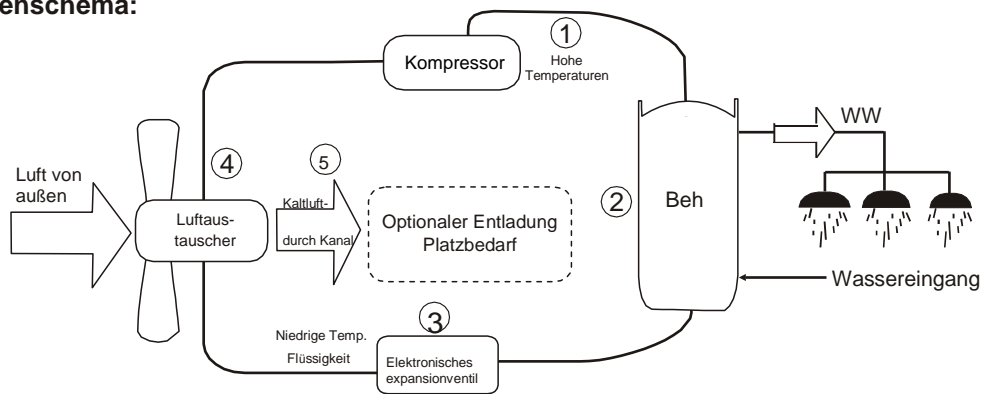 enschema:
Kompressor
1
Hohe
Temperaturen
WW
Luft von
außen
4
5
2
Beh
Luftaus-
tauscher
Kaltluft-
durch Kanal
Optionaler Entladung
Platzbedarf
Wassereingang
3
Niedrige Temp.
Flüssigkeit
Elektronisches
expansionventil